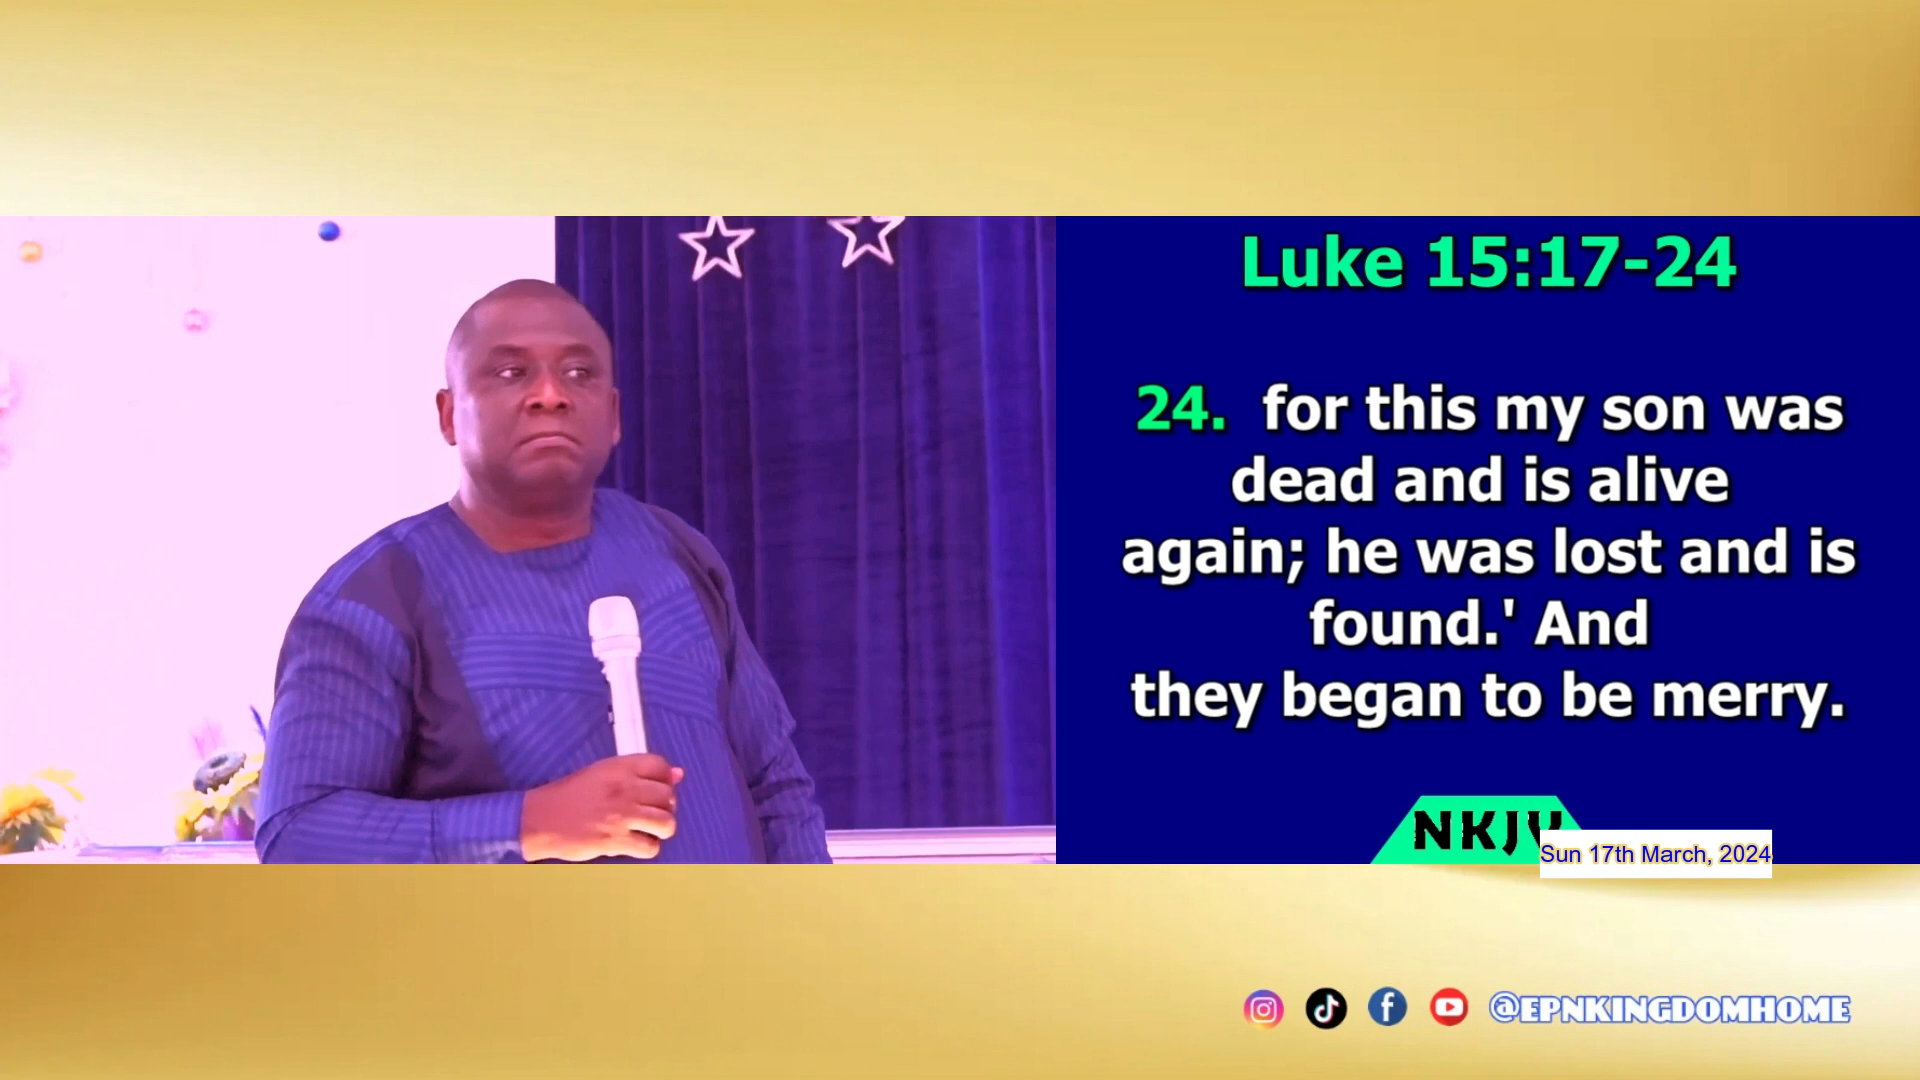 Luke 15:17-24
24. for this my son was
dead and is alive
again; he was lost and is
found.' And
they began to be merry.
NKJV
Sun 17th March, 2024
@EPNKINGDOMHOME